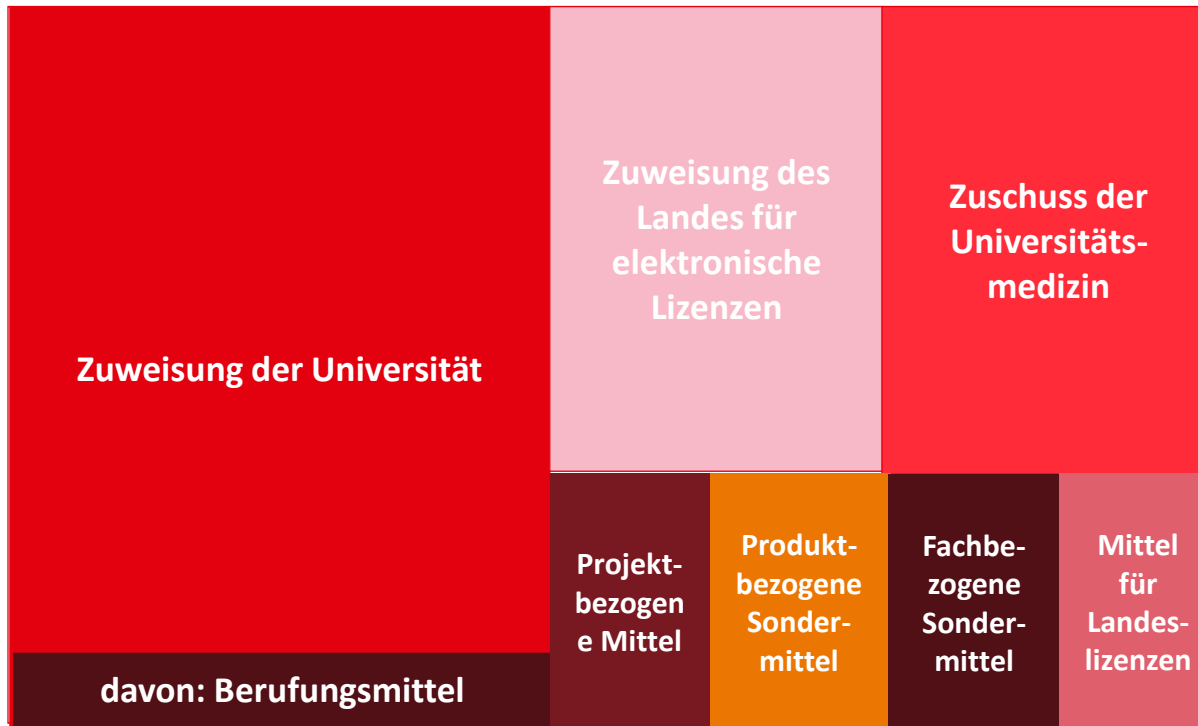 Zuweisung der Universität
davon: Berufungsmittel
Zuweisung des
Landes für
elektronische
Lizenzen
Zuschuss der
Universitäts-
medizin
Projekt-
bezogen
e Mittel
Produkt-
bezogene
Sonder-
mittel
Fachbe-
zogene
Sonder-
mittel
Mittel
für
Landes-
lizenzen